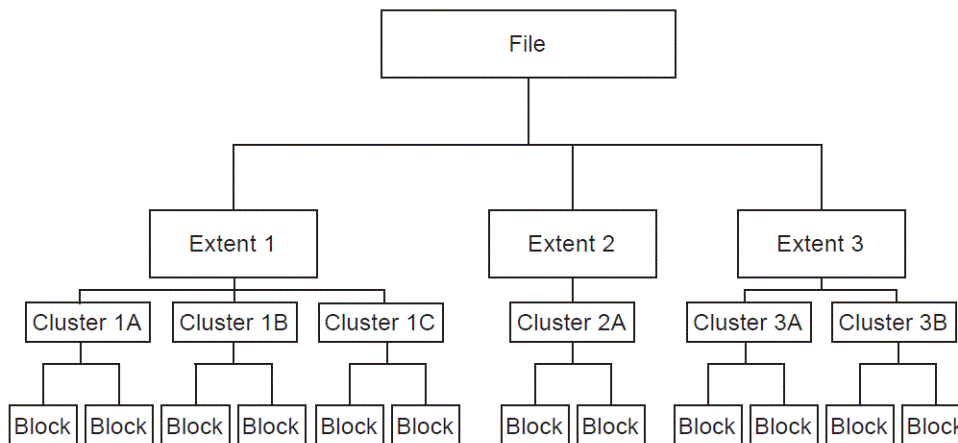 File
Extent 1 Extent 2 Extent 3
Cluster 1A Cluster 1B Cluster 1C Cluster 2A Cluster 3A Cluster 3B
Block Block Block Block Block Block Block Block Block Block Block Block